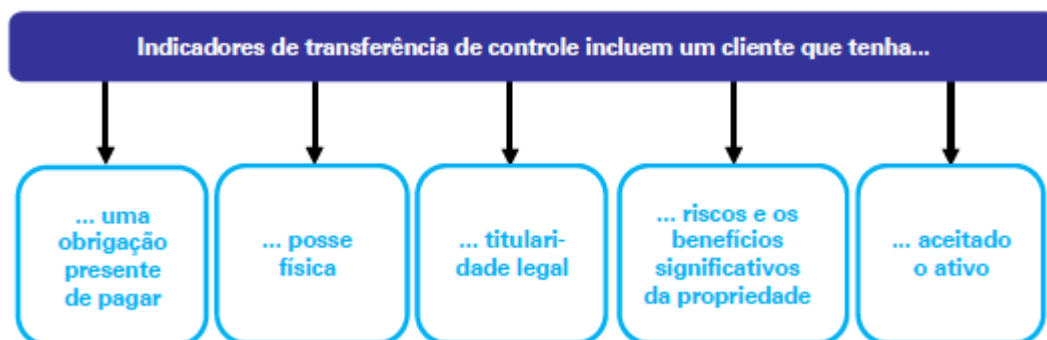 Indicadores de transferência de controle incluem um cliente que tenha...
... uma
obrigação
presente
de pagar
... posse
física
... titulari-
dade legal
... riscos e os
benefícios
significativos
da propriedade
... aceitado
o ativo